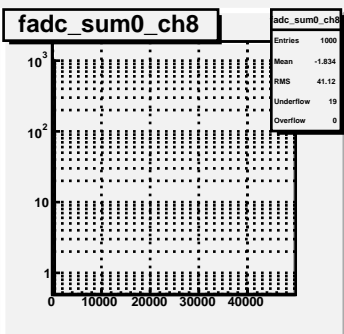 fadc_sum0_ch8
adc_sum0_ch8
Entries 1000
Mean -1.834
RMS 41.12
Underflow 19
Overflow 0
10³
10²
10
1
0 10000 20000 30000 40000